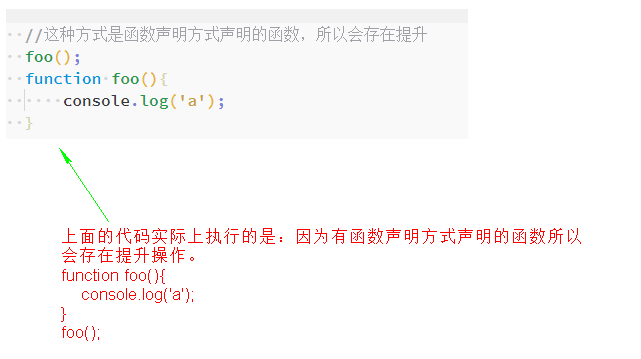 //这种方式是函数声明方式声明的函数，所以会存在提升
foo();
function foo(){
console.log('a');
}
上面的代码实际上执行的是：因为有函数声明方式声明的函数所以
会存在提升操作。
function foo(){
console.log('a');
}
foo();